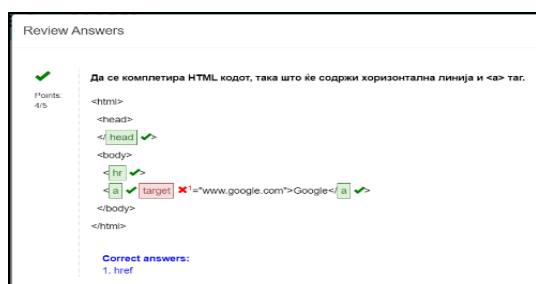 Review Answers
Да се комплетира HTML кодот, така што ќе содржи хоризонтална линија и <a> таг.
Points:
4/5
<html>
<head>
</head>
<body>
<hr>
<a target 1="www.google.com">Google</a>
</body>
</html>
Correct answers:
1. href